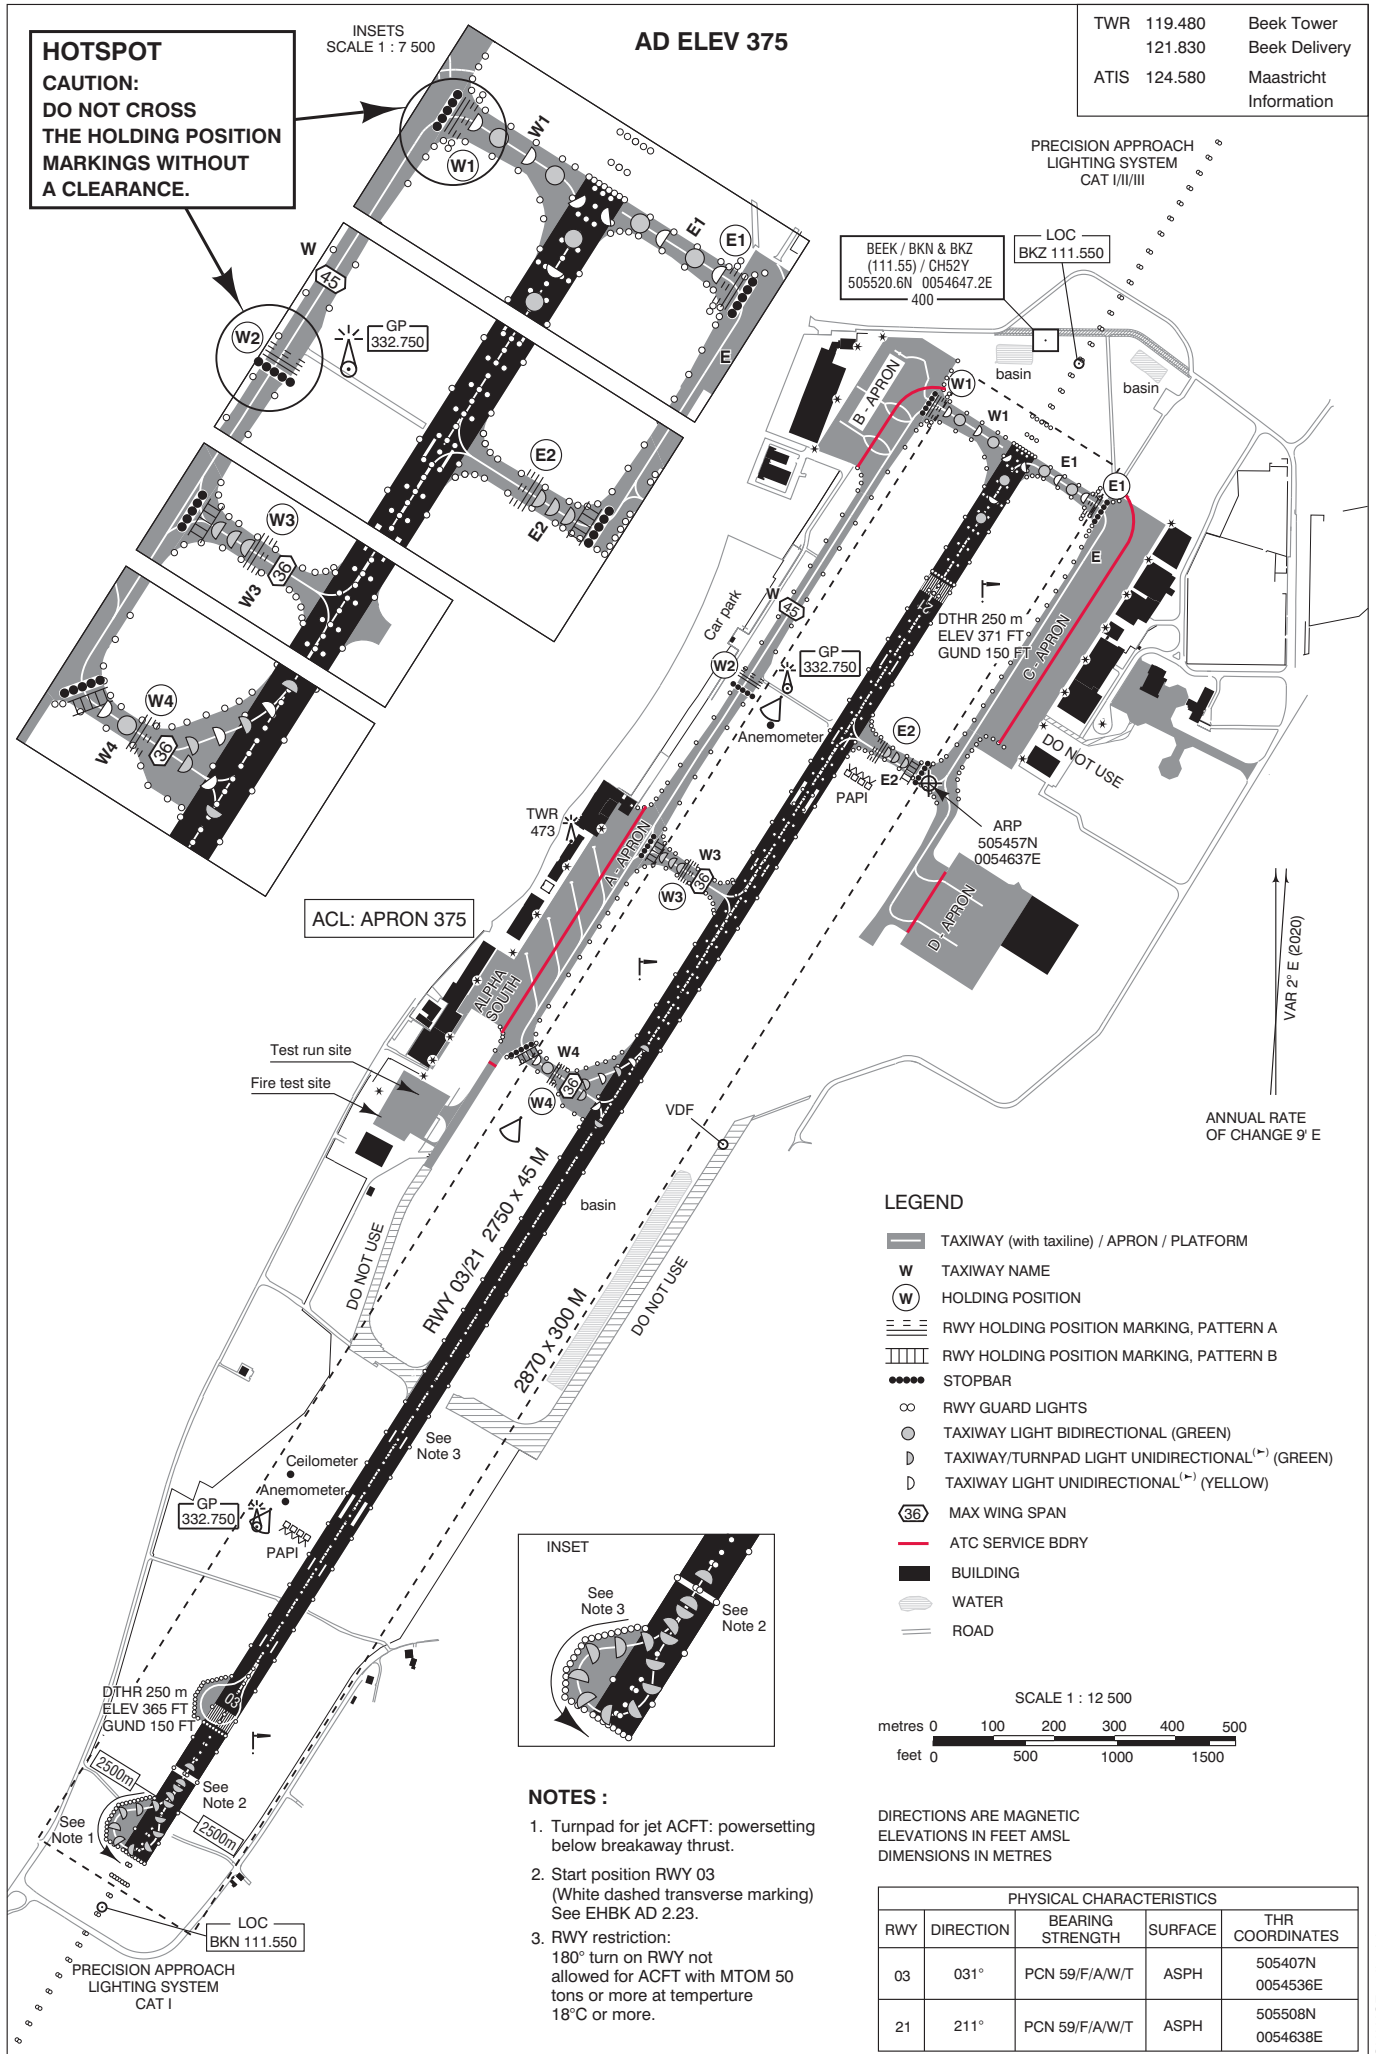 HOTSPOT
CAUTION:
DO NOT CROSS
THE HOLDING POSITION
MARKINGS WITHOUT
A CLEARANCE.
INSETS
SCALE 1 : 7 500
AD ELEV 375
TWR 119.480 Beek Tower
121.830 Beek Delivery
ATIS 124.580 Maastricht
Information
PRECISION APPROACH
LIGHTING SYSTEM
CAT I/II/III
BEEK / BKN & BKZ
(111.55) / CH52Y
505520.6N 0054647.2E
400
LOC
BKZ 111.550
W1
W1
E1
E1
E
W
45
W2
GP
332.750
E2
E2
W3
36
W3
W4
36
W4
basin
basin
B - APRON
W1
W1
E1
E1
E
W
45
Car park
21
DTHR 250 m
ELEV 371 FT
GUND 150 FT
C - APRON
W2
GP
332.750
Anemometer
E2
E2
PAPI
DO NOT USE
ARP
505457N
0054637E
D - APRON
TWR
473
A - APRON
W3
36
W3
ACL: APRON 375
ALPHA
SOUTH
W4
36
W4
Test run site
Fire test site
VAR 2° E (2020)
ANNUAL RATE
OF CHANGE 9' E
VDF
RWY 03/21 2750 x 45 M
basin
DO NOT USE
2870 x 300 M
DO NOT USE
See
Note 3
Ceilometer
Anemometer
GP
332.750
PAPI
03
DTHR 250 m
ELEV 365 FT
GUND 150 FT
2500m
See
Note 2
See
Note 1
2500m
LOC
BKN 111.550
PRECISION APPROACH
LIGHTING SYSTEM
CAT I
INSET
See
Note 3
See
Note 2
LEGEND
TAXIWAY (with taxiline) / APRON / PLATFORM
W TAXIWAY NAME
W HOLDING POSITION
RWY HOLDING POSITION MARKING, PATTERN A
RWY HOLDING POSITION MARKING, PATTERN B
STOPBAR
RWY GUARD LIGHTS
TAXIWAY LIGHT BIDIRECTIONAL (GREEN)
TAXIWAY/TURNPAD LIGHT UNIDIRECTIONAL (GREEN)
TAXIWAY LIGHT UNIDIRECTIONAL (YELLOW)
36 MAX WING SPAN
ATC SERVICE BDRY
BUILDING
WATER
ROAD
SCALE 1 : 12 500
metres 0 100 200 300 400 500
feet 0 500 1000 1500
DIRECTIONS ARE MAGNETIC
ELEVATIONS IN FEET AMSL
DIMENSIONS IN METRES
NOTES :
1. Turnpad for jet ACFT: powersetting
below breakaway thrust.
2. Start position RWY 03
(White dashed transverse marking)
See EHBK AD 2.23.
3. RWY restriction:
180° turn on RWY not
allowed for ACFT with MTOM 50
tons or more at temperture
18°C or more.
PHYSICAL CHARACTERISTICS
RWY DIRECTION BEARING STRENGTH SURFACE THR COORDINATES
03 031° PCN 59/F/A/W/T ASPH 505407N 0054536E
21 211° PCN 59/F/A/W/T ASPH 505508N 0054638E